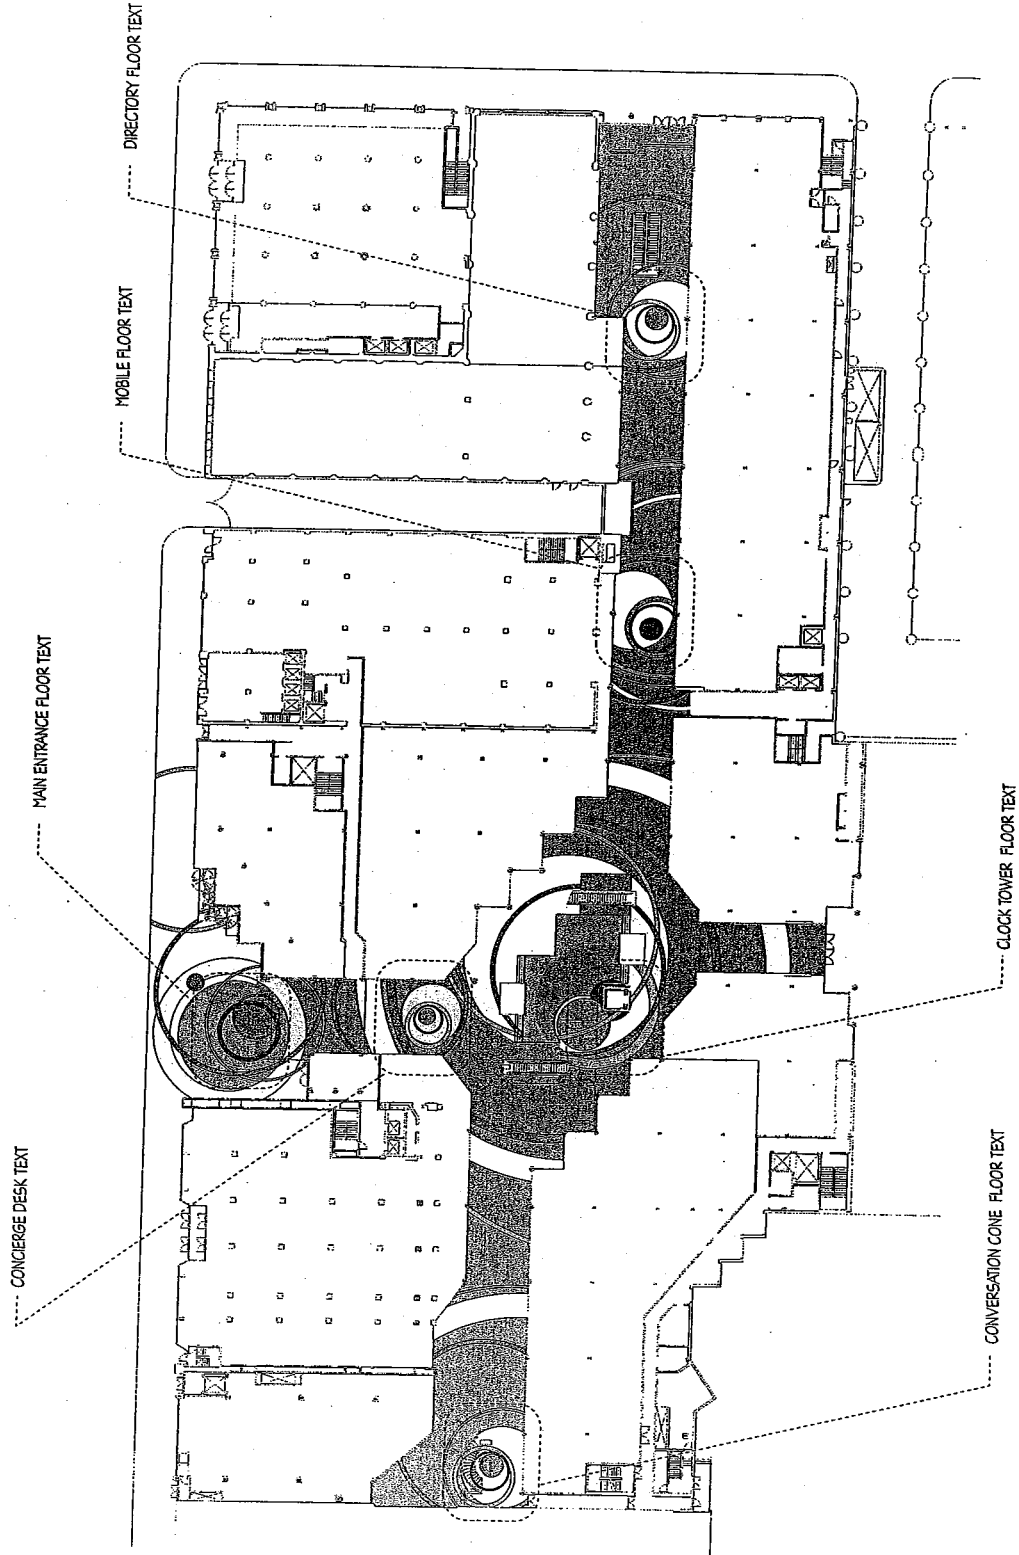 DIRECTORY FLOOR TEXT
MOBILE FLOOR TEXT
MAIN ENTRANCE FLOOR TEXT
CONCIERGE DESK TEXT
CLOCK TOWER FLOOR TEXT
CONVERSATION CONE FLOOR TEXT